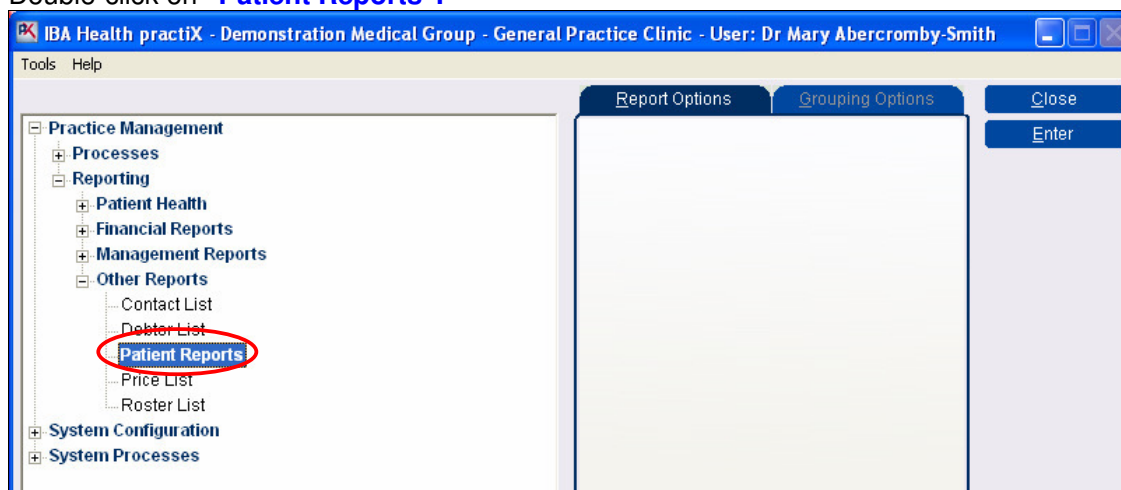 Double-click on "Patient Reports".
IBA Health practiX - Demonstration Medical Group - General Practice Clinic - User: Dr Mary Abercromby-Smith
Tools Help
Report Options Grouping Options Close
Enter
Practice Management
Processes
Reporting
Patient Health
Financial Reports
Management Reports
Other Reports
Contact List
Debtor List
Patient Reports
Price List
Roster List
System Configuration
System Processes